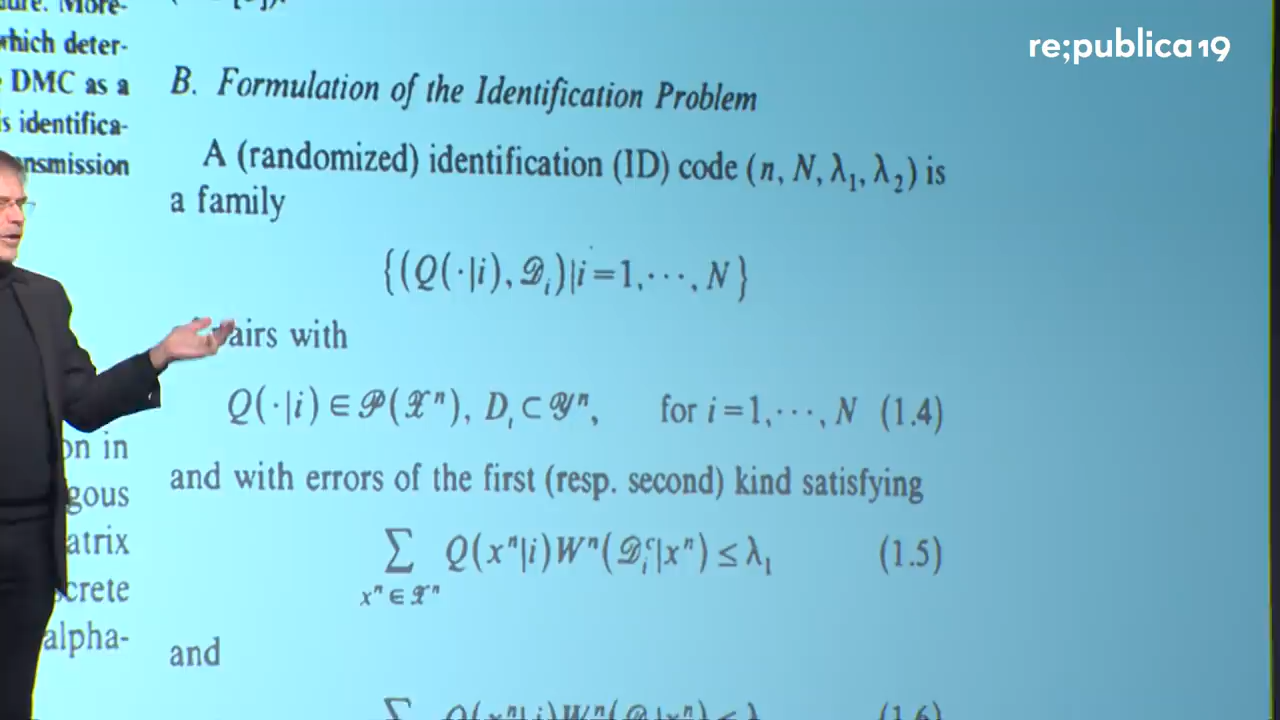 re;publica 19
which deter-
DMC as a
s identifica-
nsmission
on in
gous
atrix
crete
alpha-
B. Formulation of the Identification Problem
A (randomized) identification (ID) code (n, N, λ₁, λ₂) is
a family
{(Q(·|i), 𝒟ᵢ)|i=1,⋯, N}
airs with
Q(·|i) ∈ 𝒫(𝒳ⁿ), Dᵢ ⊂ 𝒴ⁿ, for i=1,⋯, N (1.4)
and with errors of the first (resp. second) kind satisfying
∑ Q(xⁿ|i)Wⁿ(𝒟ᵢᶜ|xⁿ) ≤ λ₁ (1.5)
xⁿ ∈ 𝒳ⁿ
and
(1.6)